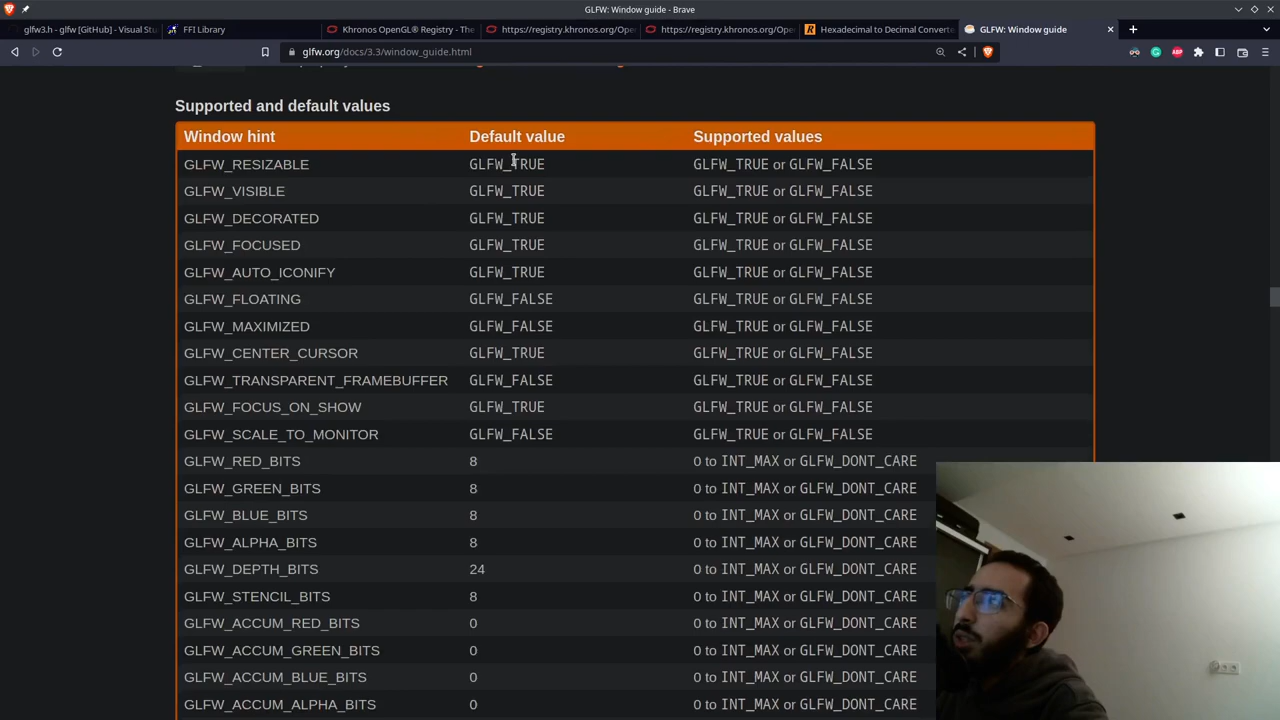 GLFW: Window guide - Brave
glfw3.h - glfw [GitHub] - Visual Stu
FFI Library
Khronos OpenGL® Registry - The
https://registry.khronos.org/Ope
https://registry.khronos.org/Ope
Hexadecimal to Decimal Converte
GLFW: Window guide
glfw.org/docs/3.3/window_guide.html
Supported and default values
Window hint Default value Supported values
GLFW_RESIZABLE GLFW_TRUE GLFW_TRUE or GLFW_FALSE
GLFW_VISIBLE GLFW_TRUE GLFW_TRUE or GLFW_FALSE
GLFW_DECORATED GLFW_TRUE GLFW_TRUE or GLFW_FALSE
GLFW_FOCUSED GLFW_TRUE GLFW_TRUE or GLFW_FALSE
GLFW_AUTO_ICONIFY GLFW_TRUE GLFW_TRUE or GLFW_FALSE
GLFW_FLOATING GLFW_FALSE GLFW_TRUE or GLFW_FALSE
GLFW_MAXIMIZED GLFW_FALSE GLFW_TRUE or GLFW_FALSE
GLFW_CENTER_CURSOR GLFW_TRUE GLFW_TRUE or GLFW_FALSE
GLFW_TRANSPARENT_FRAMEBUFFER GLFW_FALSE GLFW_TRUE or GLFW_FALSE
GLFW_FOCUS_ON_SHOW GLFW_TRUE GLFW_TRUE or GLFW_FALSE
GLFW_SCALE_TO_MONITOR GLFW_FALSE GLFW_TRUE or GLFW_FALSE
GLFW_RED_BITS 8 0 to INT_MAX or GLFW_DONT_CARE
GLFW_GREEN_BITS 8 0 to INT_MAX or GLFW_DONT_CARE
GLFW_BLUE_BITS 8 0 to INT_MAX or GLFW_DONT_CARE
GLFW_ALPHA_BITS 8 0 to INT_MAX or GLFW_DONT_CARE
GLFW_DEPTH_BITS 24 0 to INT_MAX or GLFW_DONT_CARE
GLFW_STENCIL_BITS 8 0 to INT_MAX or GLFW_DONT_CARE
GLFW_ACCUM_RED_BITS 0 0 to INT_MAX or GLFW_DONT_CARE
GLFW_ACCUM_GREEN_BITS 0 0 to INT_MAX or GLFW_DONT_CARE
GLFW_ACCUM_BLUE_BITS 0 0 to INT_MAX or GLFW_DONT_CARE
GLFW_ACCUM_ALPHA_BITS 0 0 to INT_MAX or GLFW_DONT_CARE